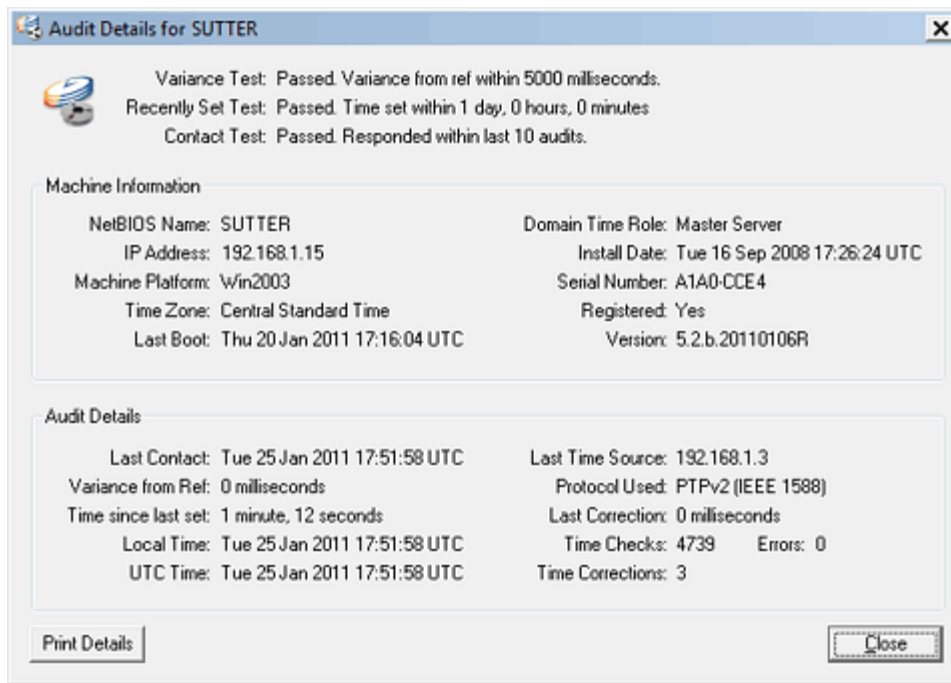 Audit Details for SUTTER
Variance Test: Passed. Variance from ref within 5000 milliseconds.
Recently Set Test: Passed. Time set within 1 day, 0 hours, 0 minutes
Contact Test: Passed. Responded within last 10 audits.
Machine Information
NetBIOS Name: SUTTER
IP Address: 192.168.1.15
Machine Platform: Win2003
Time Zone: Central Standard Time
Last Boot: Thu 20 Jan 2011 17:16:04 UTC
Domain Time Role: Master Server
Install Date: Tue 16 Sep 2008 17:26:24 UTC
Serial Number: A1A0-CCE4
Registered: Yes
Version: 5.2.b.20110106R
Audit Details
Last Contact: Tue 25 Jan 2011 17:51:58 UTC
Variance from Ref: 0 milliseconds
Time since last set: 1 minute, 12 seconds
Local Time: Tue 25 Jan 2011 17:51:58 UTC
UTC Time: Tue 25 Jan 2011 17:51:58 UTC
Last Time Source: 192.168.1.3
Protocol Used: PTPv2 (IEEE 1588)
Last Correction: 0 milliseconds
Time Checks: 4739 Errors: 0
Time Corrections: 3
Print Details
Close